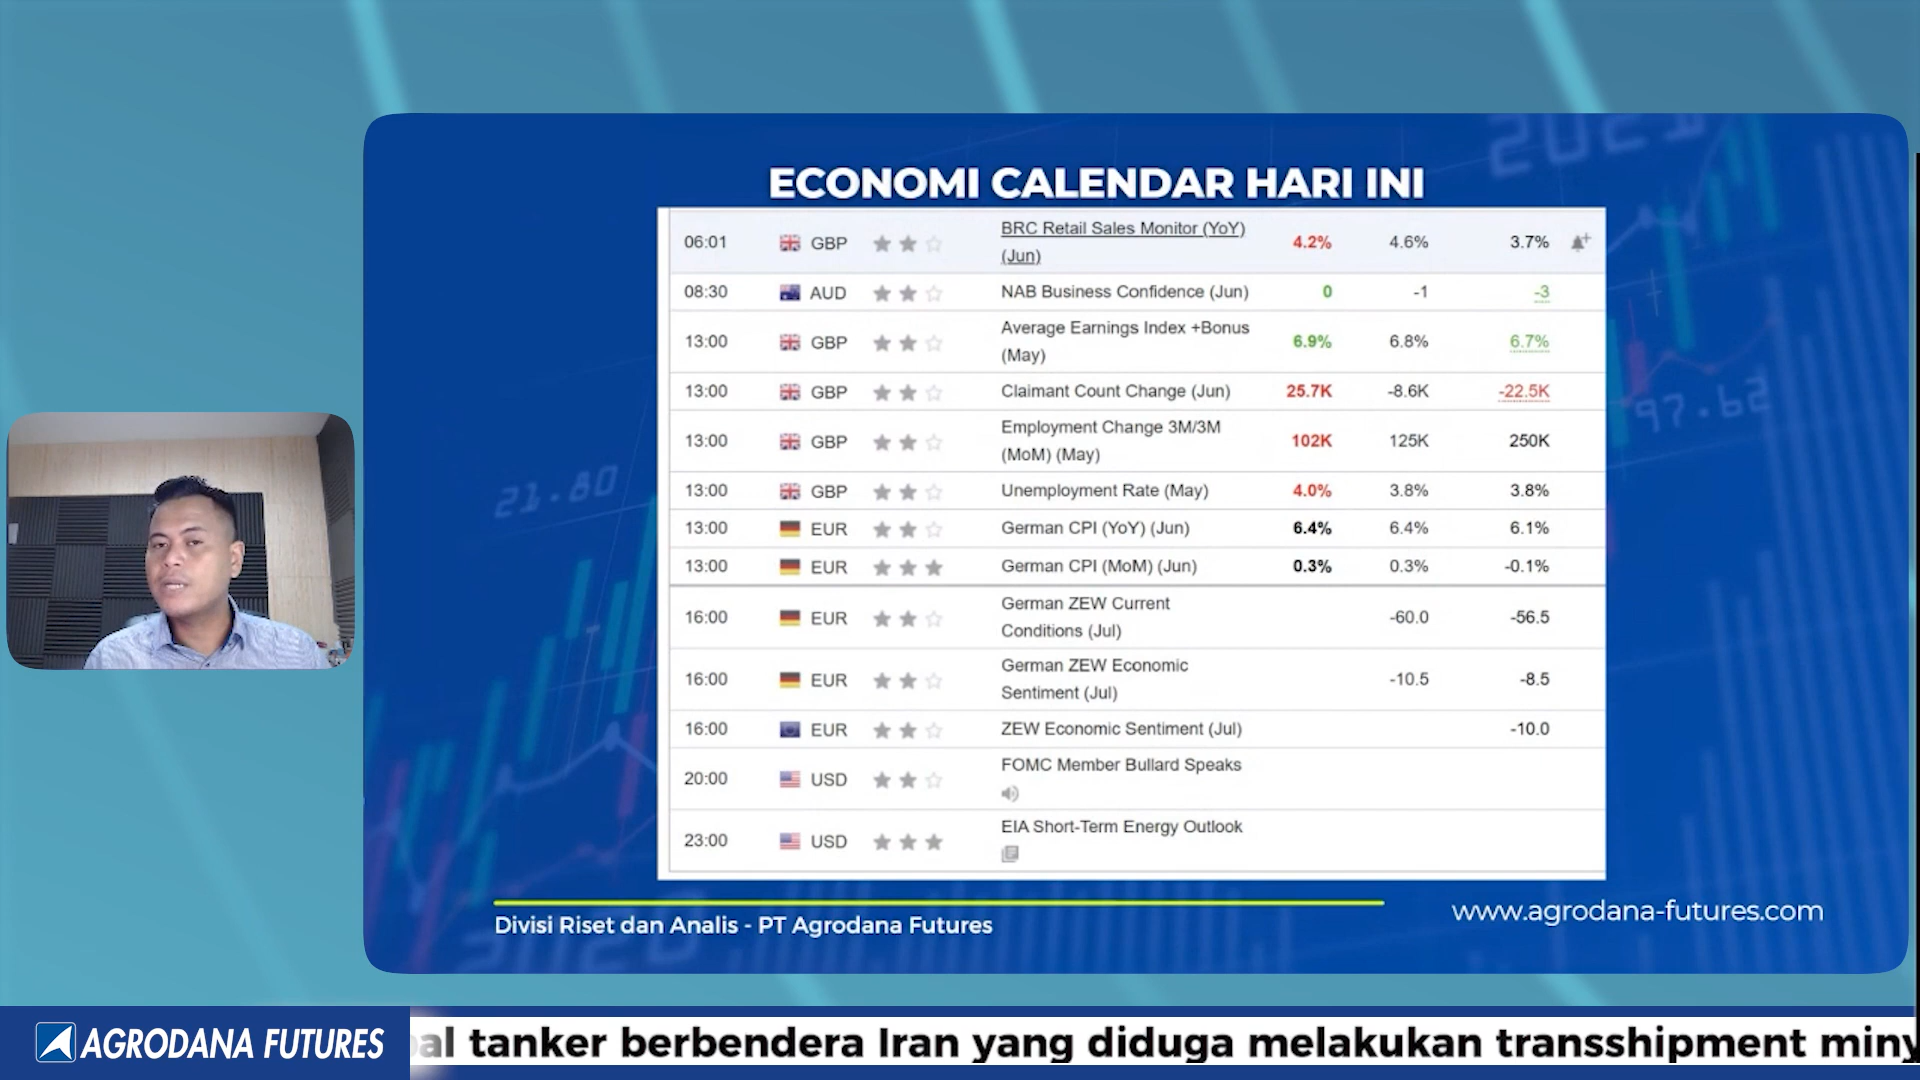 2021
ECONOMI CALENDAR HARI INI
06:01 GBP BRC Retail Sales Monitor (YoY) 4.2% 4.6% 3.7%
(Jun)
08:30 AUD NAB Business Confidence (Jun) 0 -1 -3
13:00 GBP Average Earnings Index +Bonus 6.9% 6.8% 6.7%
(May)
13:00 GBP Claimant Count Change (Jun) 25.7K -8.6K -22.5K
13:00 GBP Employment Change 3M/3M 102K 125K 250K
(MoM) (May)
13:00 GBP Unemployment Rate (May) 4.0% 3.8% 3.8%
13:00 EUR German CPI (YoY) (Jun) 6.4% 6.4% 6.1%
13:00 EUR German CPI (MoM) (Jun) 0.3% 0.3% -0.1%
16:00 EUR German ZEW Current -60.0 -56.5
Conditions (Jul)
16:00 EUR German ZEW Economic -10.5 -8.5
Sentiment (Jul)
16:00 EUR ZEW Economic Sentiment (Jul) -10.0
20:00 USD FOMC Member Bullard Speaks
23:00 USD EIA Short-Term Energy Outlook
21.80
97.62
2020
Divisi Riset dan Analis - PT Agrodana Futures
www.agrodana-futures.com
AGRODANA FUTURES
al tanker berbendera Iran yang diduga melakukan transshipment miny